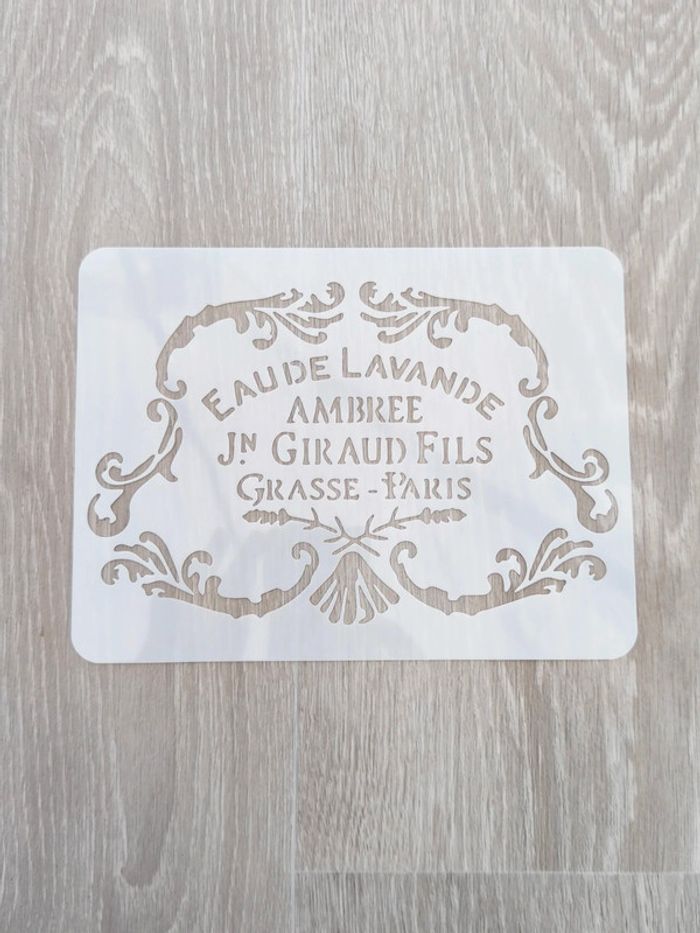 EAU DE LAVANDE
AMBREE
JN GIRAUD FILS
GRASSE-PARIS